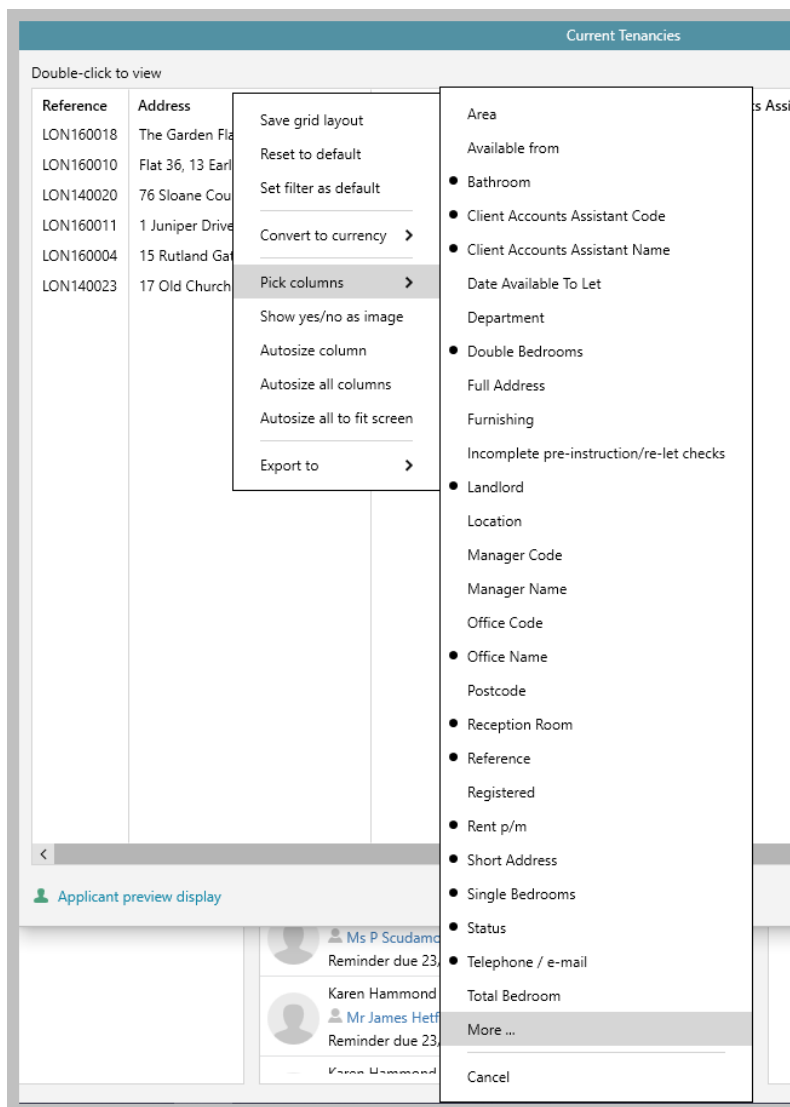 Current Tenancies
Double-click to view
Reference Address
LON160018 The Garden Fla
LON160010 Flat 36, 13 Earl
LON140020 76 Sloane Cou
LON160011 1 Juniper Drive
LON160004 15 Rutland Gat
LON140023 17 Old Church
ts Assi
Save grid layout
Reset to default
Set filter as default
Convert to currency
Pick columns
Show yes/no as image
Autosize column
Autosize all columns
Autosize all to fit screen
Export to
Area
Available from
Bathroom
Client Accounts Assistant Code
Client Accounts Assistant Name
Date Available To Let
Department
Double Bedrooms
Full Address
Furnishing
Incomplete pre-instruction/re-let checks
Landlord
Location
Manager Code
Manager Name
Office Code
Office Name
Postcode
Reception Room
Reference
Registered
Rent p/m
Short Address
Single Bedrooms
Status
Telephone / e-mail
Total Bedroom
More ...
Cancel
Applicant preview display
Ms P Scudamo
Reminder due 23,
Karen Hammond
Mr James Hetf
Reminder due 23,
Karen Hammond